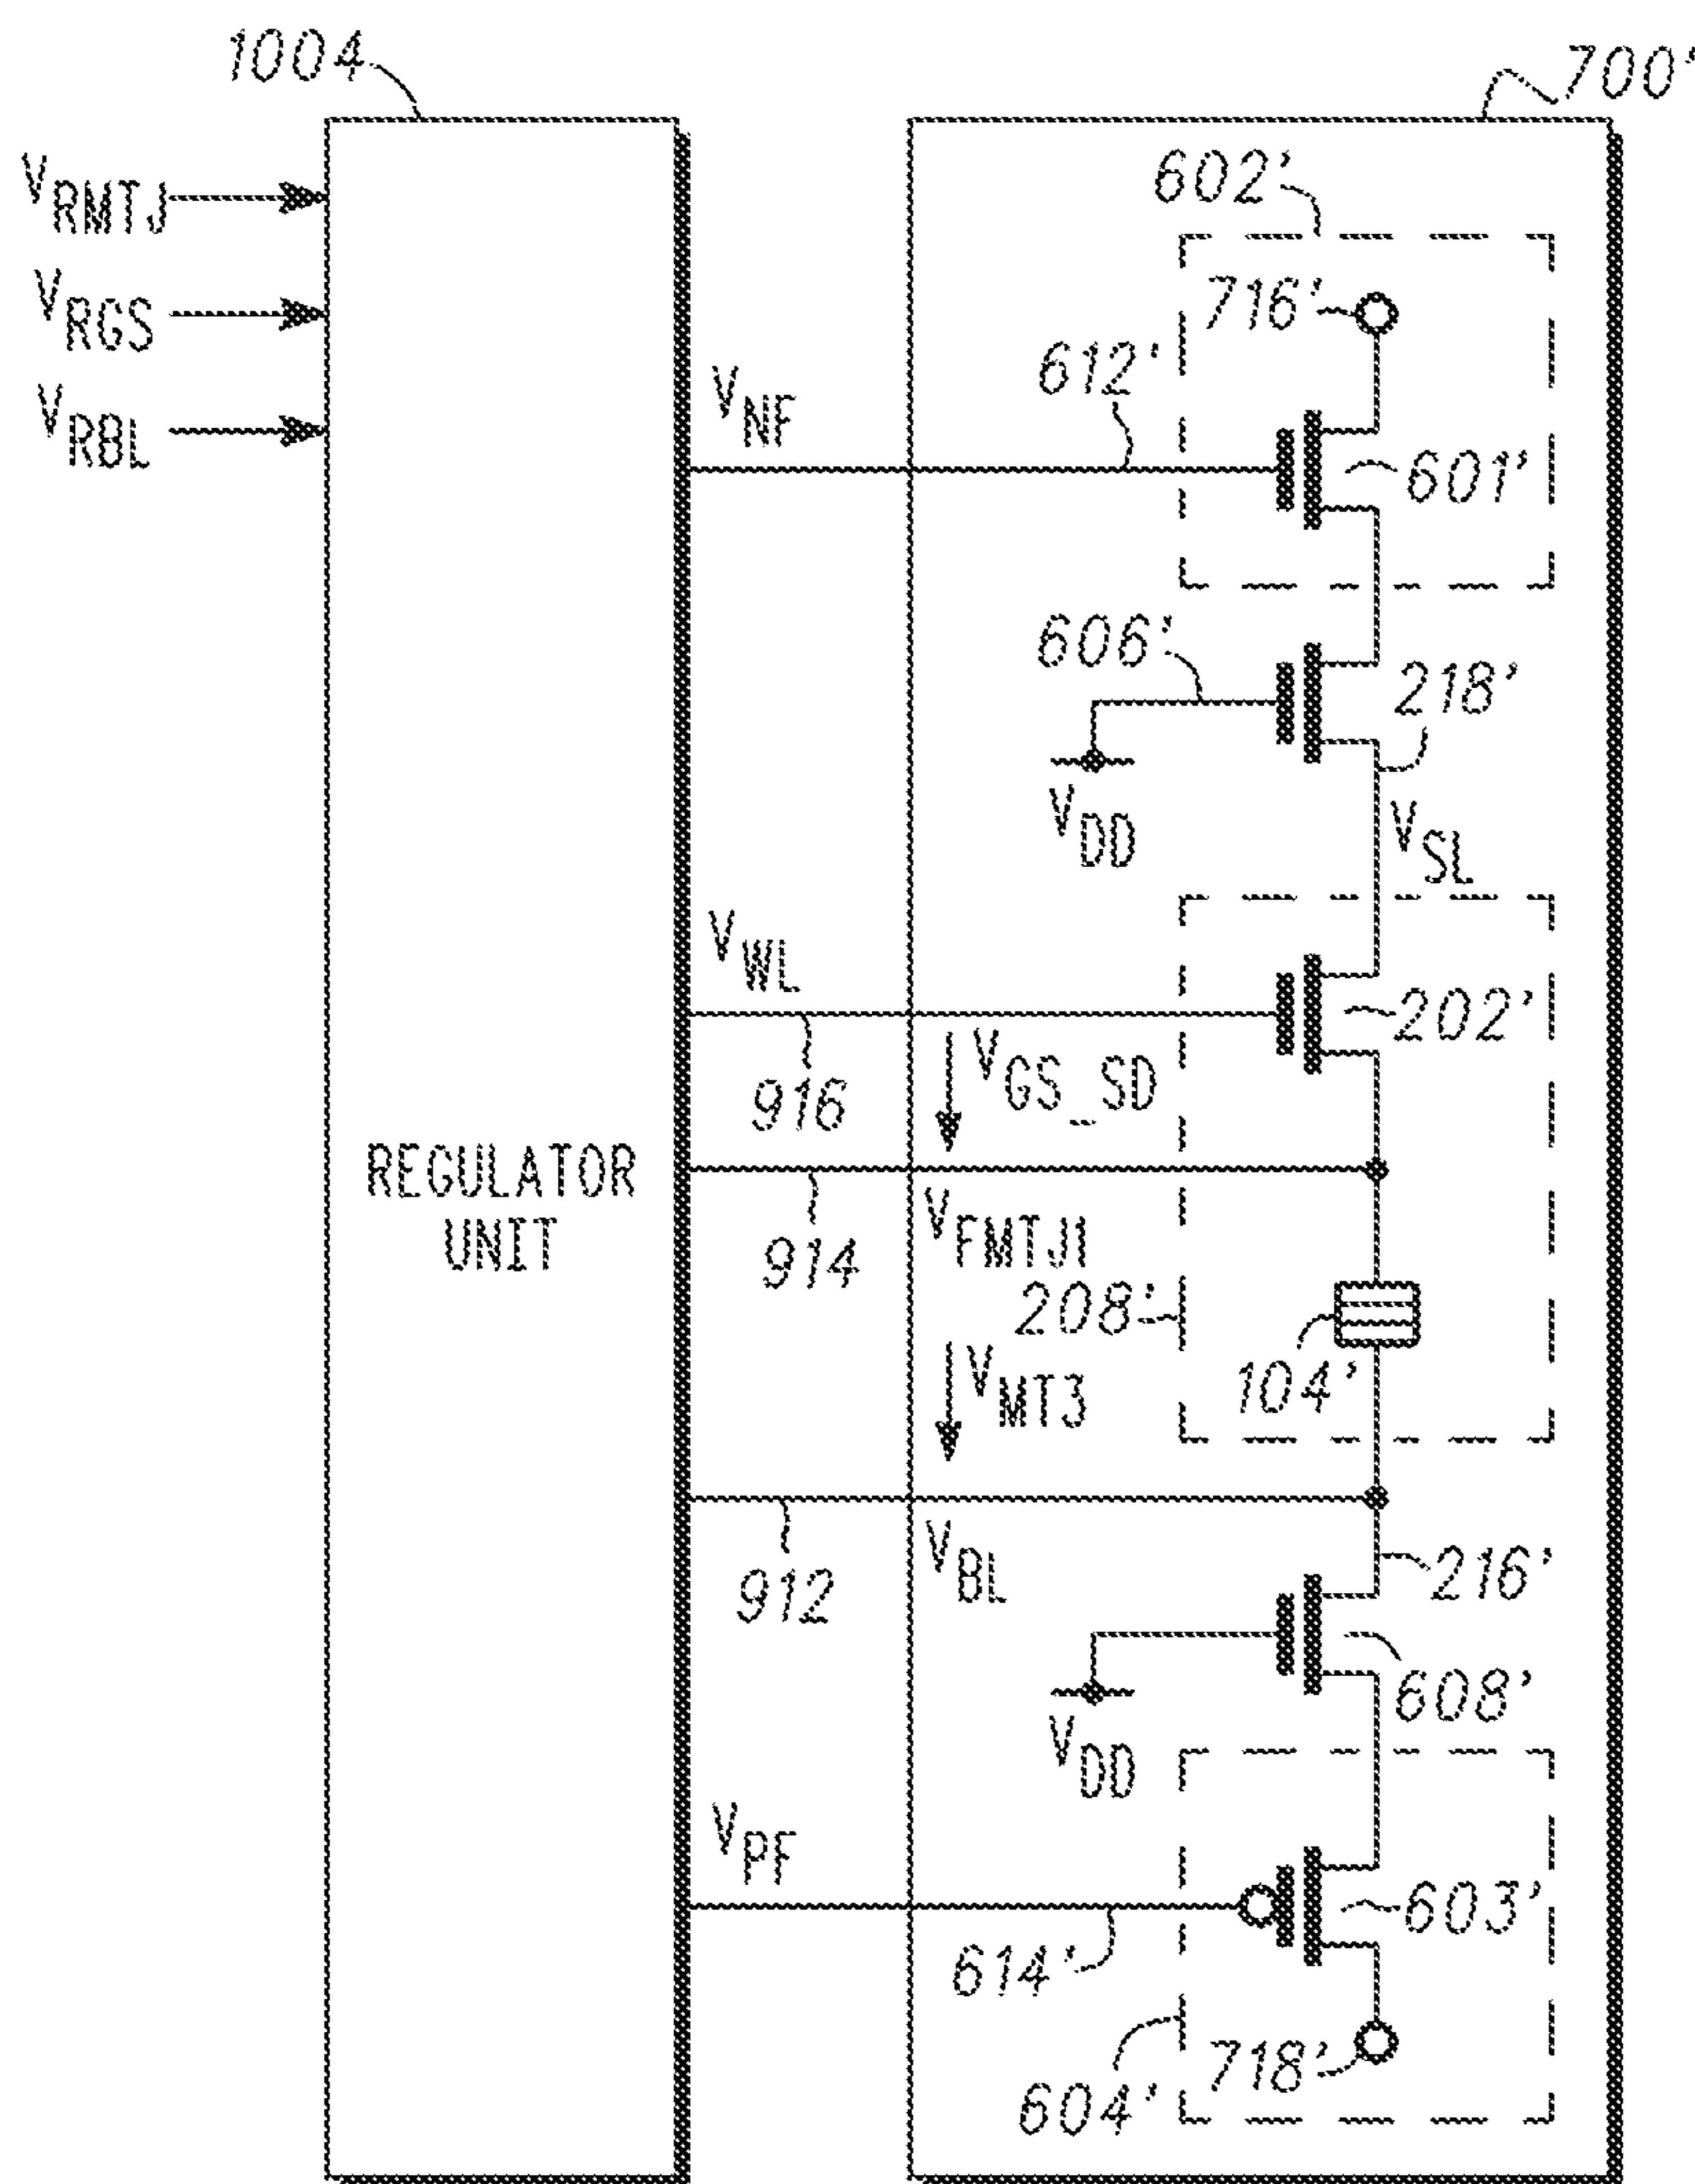 1004
700'
V_RMTJ
V_RGS
V_RBL
602'
716'
612'
V_NF
601'
606'
218'
V_DD
V_SL
V_WL
202'
916
V_GS_SD
REGULATOR
UNIT
914
V_FMTJ1
208'
104'
V_MT3
912
V_BL
216'
608'
V_DD
V_PF
603'
614'
718'
604'